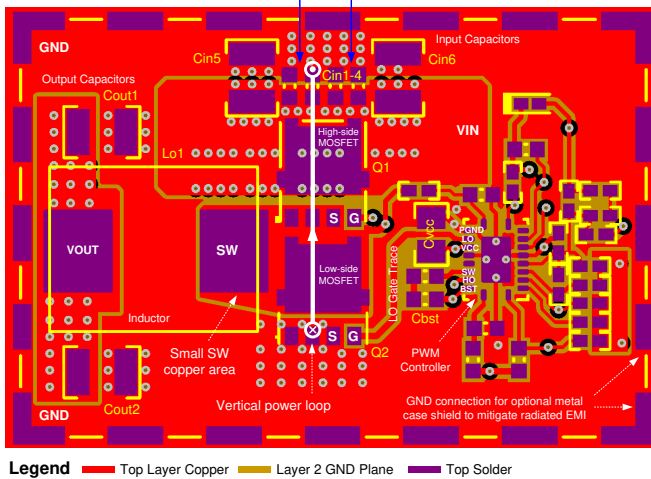 GND
Output Capacitors
Cout1
Lo1
Cin5
Cin1-4
Input Capacitors
Cin6
VIN
High-side
MOSFET
Q1
S G
VOUT
SW
Low-side
MOSFET
LO Gate Trace
Cvcc
PGND
LO
VCC
SW
HO
BST
Inductor
Small SW
copper area
S G
Q2
Cbst
PWM
Controller
Cout2
GND
Vertical power loop
GND connection for optional metal
case shield to mitigate radiated EMI
Legend
Top Layer Copper
Layer 2 GND Plane
Top Solder